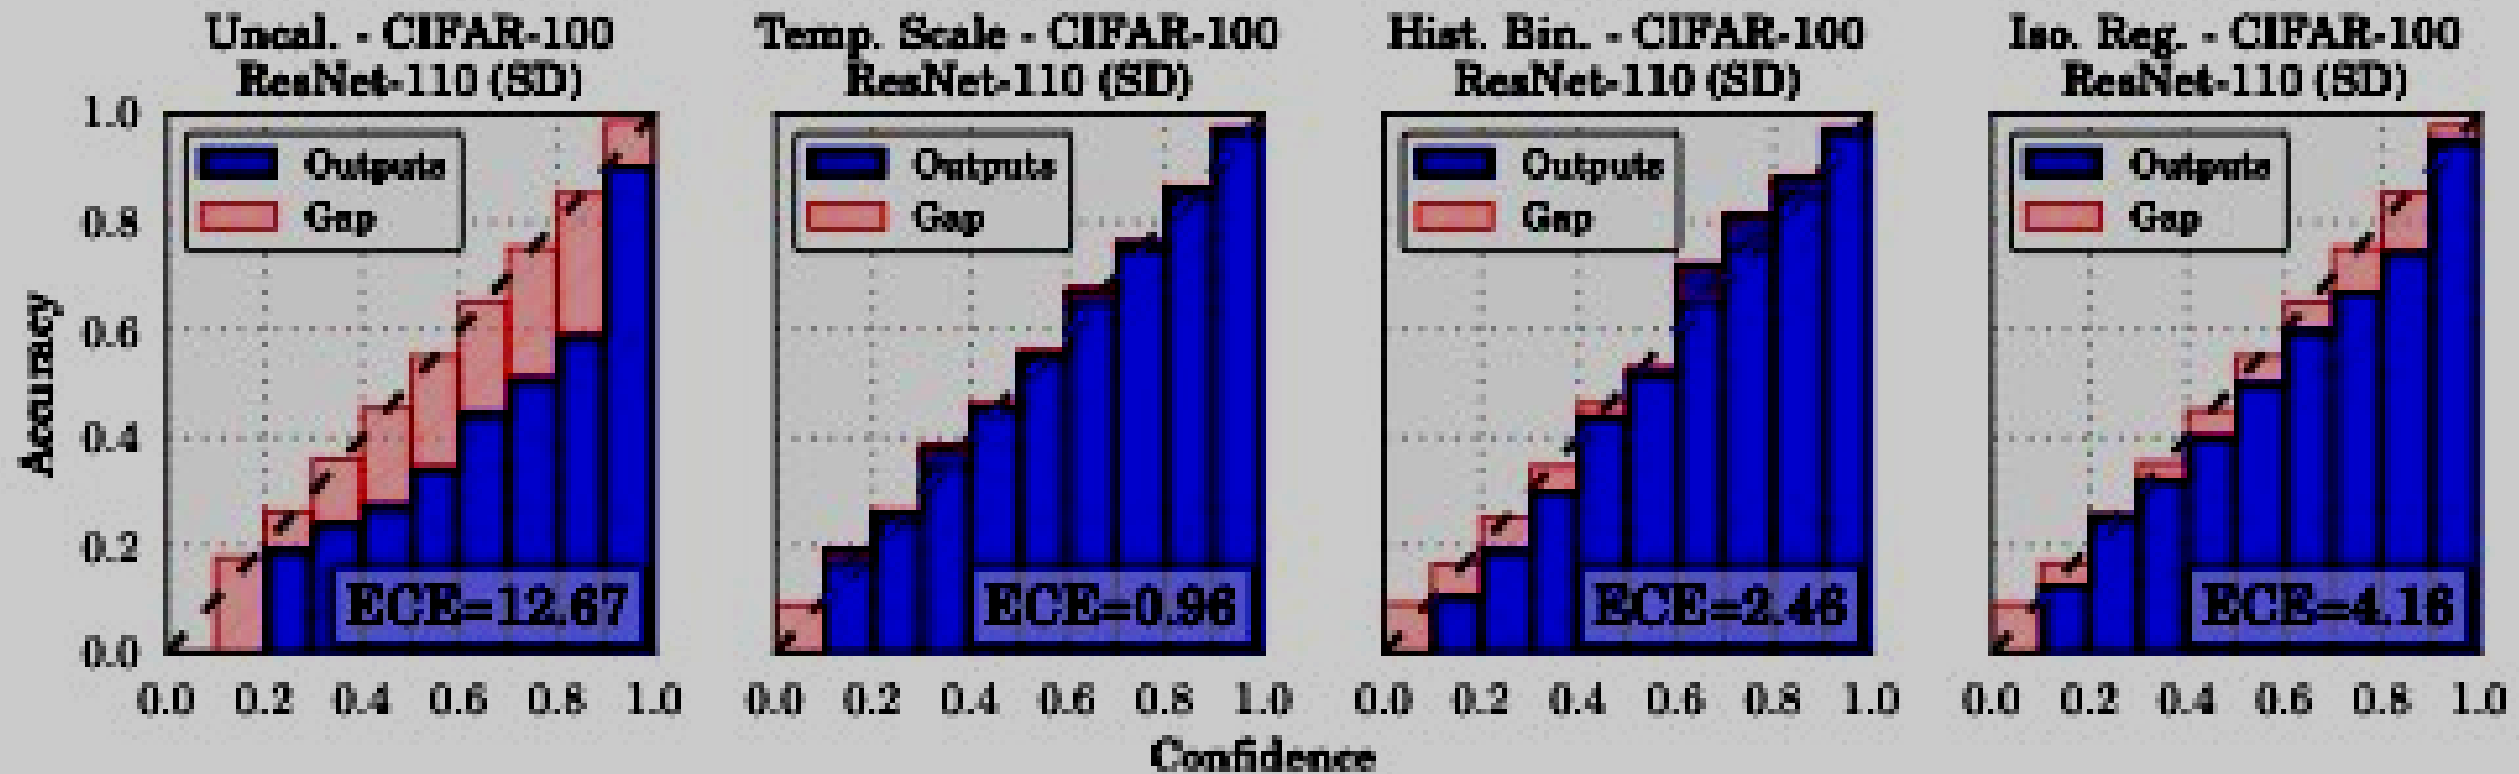 Uncal. - CIFAR-100
ResNet-110 (SD)
Temp. Scale - CIFAR-100
ResNet-110 (SD)
Hist. Bin. - CIFAR-100
ResNet-110 (SD)
Iso. Reg. - CIFAR-100
ResNet-110 (SD)
Accuracy
1.0
0.8
0.6
0.4
0.2
0.0
Outputs
Gap
ECE=12.67
0.0 0.2 0.4 0.6 0.8 1.0
Outputs
Gap
ECE=0.96
0.0 0.2 0.4 0.6 0.8 1.0
Outputs
Gap
ECE=2.46
0.0 0.2 0.4 0.6 0.8 1.0
Outputs
Gap
ECE=4.16
0.0 0.2 0.4 0.6 0.8 1.0
Confidence